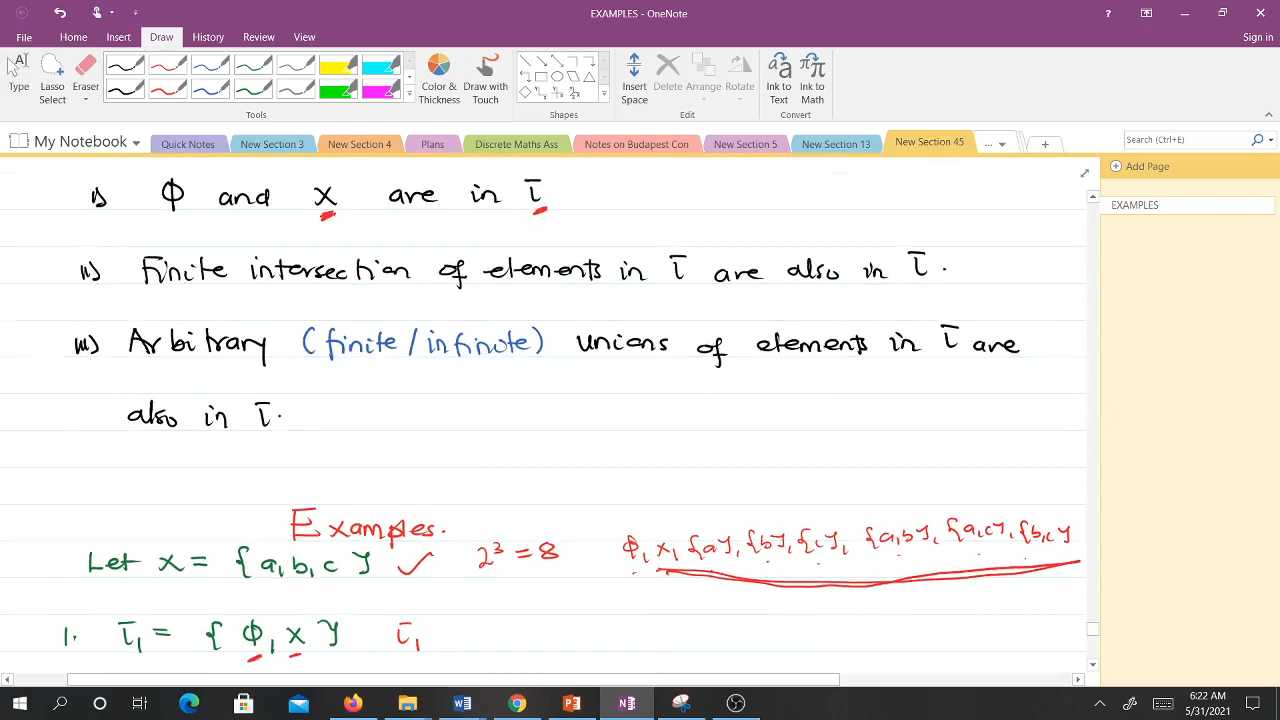 EXAMPLES - OneNote
Sign in
File Home Insert Draw History Review View
Type Lasso Select Eraser Color & Thickness Draw with Touch Insert Space Delete Arrange Rotate Ink to Text Ink to Math
Tools Shapes Edit Convert
My Notebook Quick Notes New Section 3 New Section 4 Plans Discrete Maths Ass Notes on Budapest Con New Section 5 New Section 13 New Section 45 ... Search (Ctrl+E)
Add Page
EXAMPLES
i) Φ and X are in τ
ii) Finite intersection of elements in τ are also in τ.
iii) Arbitrary (finite/infinite) unions of elements in τ are
also in τ.
Examples.
Let X = {a,b,c} ✓ 2³ = 8 Φ, X, {a}, {b}, {c}, {a,b}, {a,c}, {b,c}
1. τ₁ = { Φ, X } τ₁
6:22 AM
5/31/2021